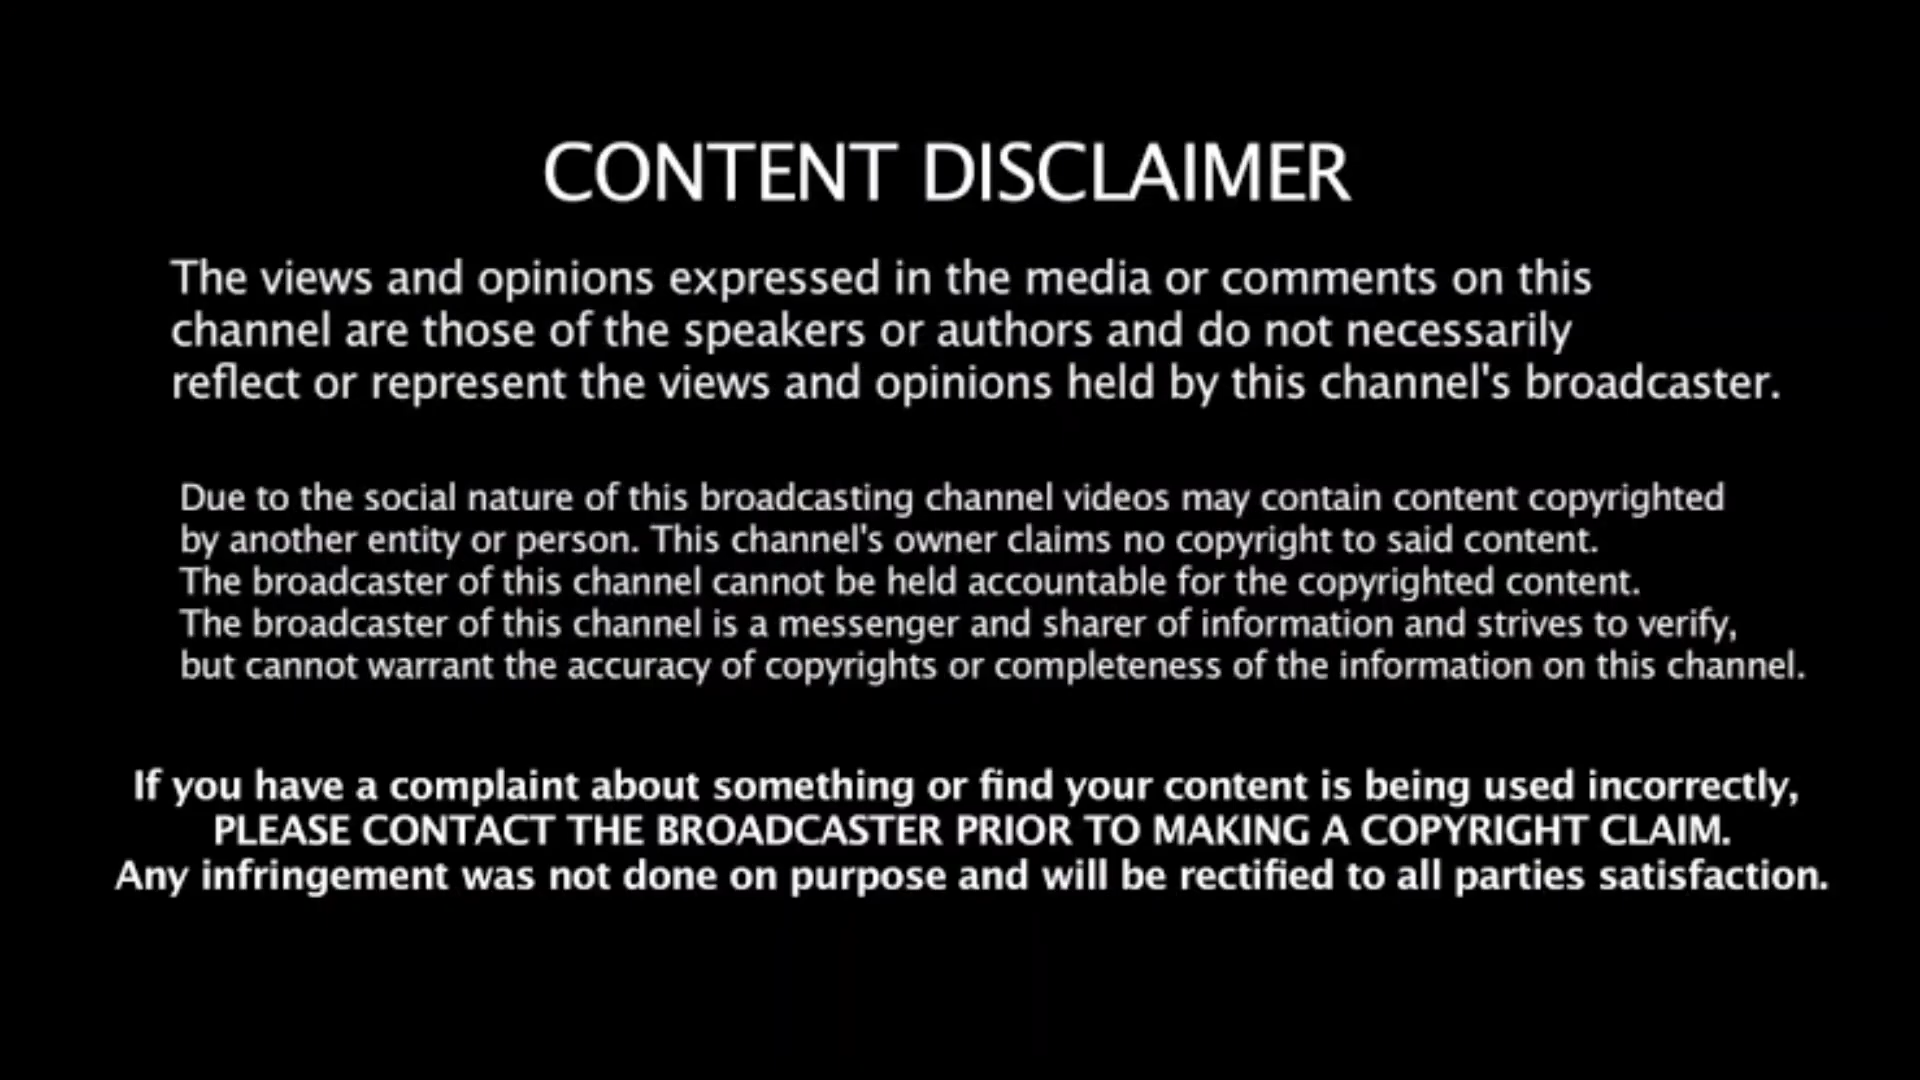 CONTENT DISCLAIMER
The views and opinions expressed in the media or comments on this
channel are those of the speakers or authors and do not necessarily
reflect or represent the views and opinions held by this channel's broadcaster.
Due to the social nature of this broadcasting channel videos may contain content copyrighted
by another entity or person. This channel's owner claims no copyright to said content.
The broadcaster of this channel cannot be held accountable for the copyrighted content.
The broadcaster of this channel is a messenger and sharer of information and strives to verify,
but cannot warrant the accuracy of copyrights or completeness of the information on this channel.
If you have a complaint about something or find your content is being used incorrectly,
PLEASE CONTACT THE BROADCASTER PRIOR TO MAKING A COPYRIGHT CLAIM.
Any infringement was not done on purpose and will be rectified to all parties satisfaction.